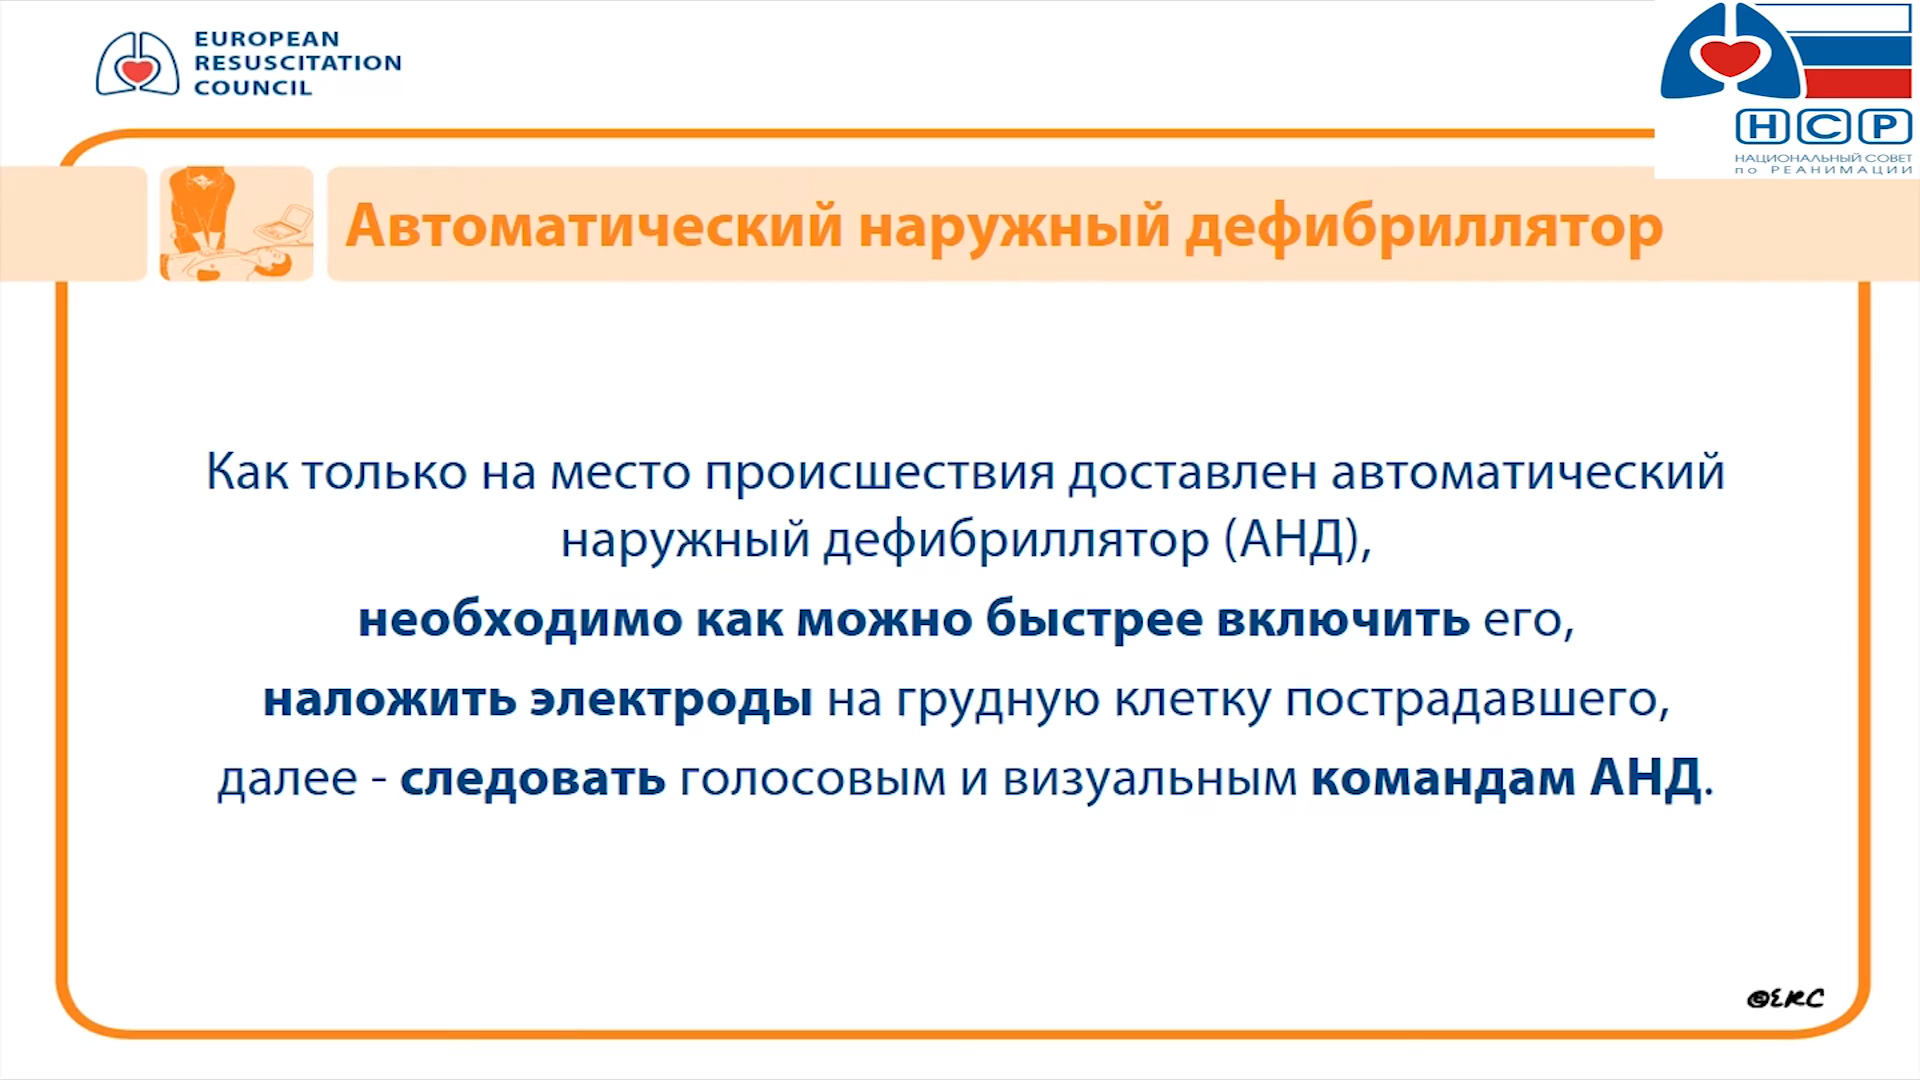 EUROPEAN
RESUSCITATION
COUNCIL
НСР
НАЦИОНАЛЬНЫЙ СОВЕТ
по РЕАНИМАЦИИ
Автоматический наружный дефибриллятор
Как только на место происшествия доставлен автоматический
наружный дефибриллятор (АНД),
необходимо как можно быстрее включить его,
наложить электроды на грудную клетку пострадавшего,
далее - следовать голосовым и визуальным командам АНД.
©ERC